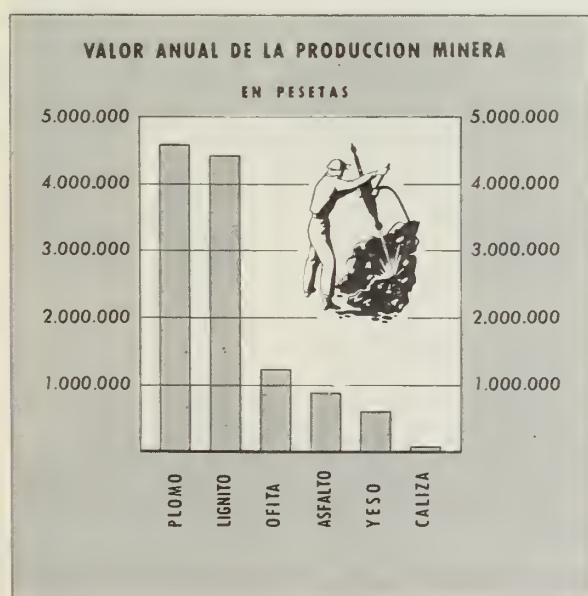 VALOR ANUAL DE LA PRODUCCION MINERA
EN PESETAS
5.000.000 5.000.000
4.000.000 4.000.000
3.000.000 3.000.000
2.000.000 2.000.000
1.000.000 1.000.000
PLOMO
LIGNITO
OFITA
ASFALTO
YESO
CALIZA